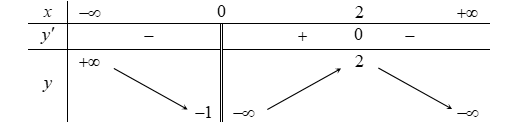 x −∞ 0 2 +∞
y′ − + 0 −
+∞ 2
y
−1 −∞ −∞